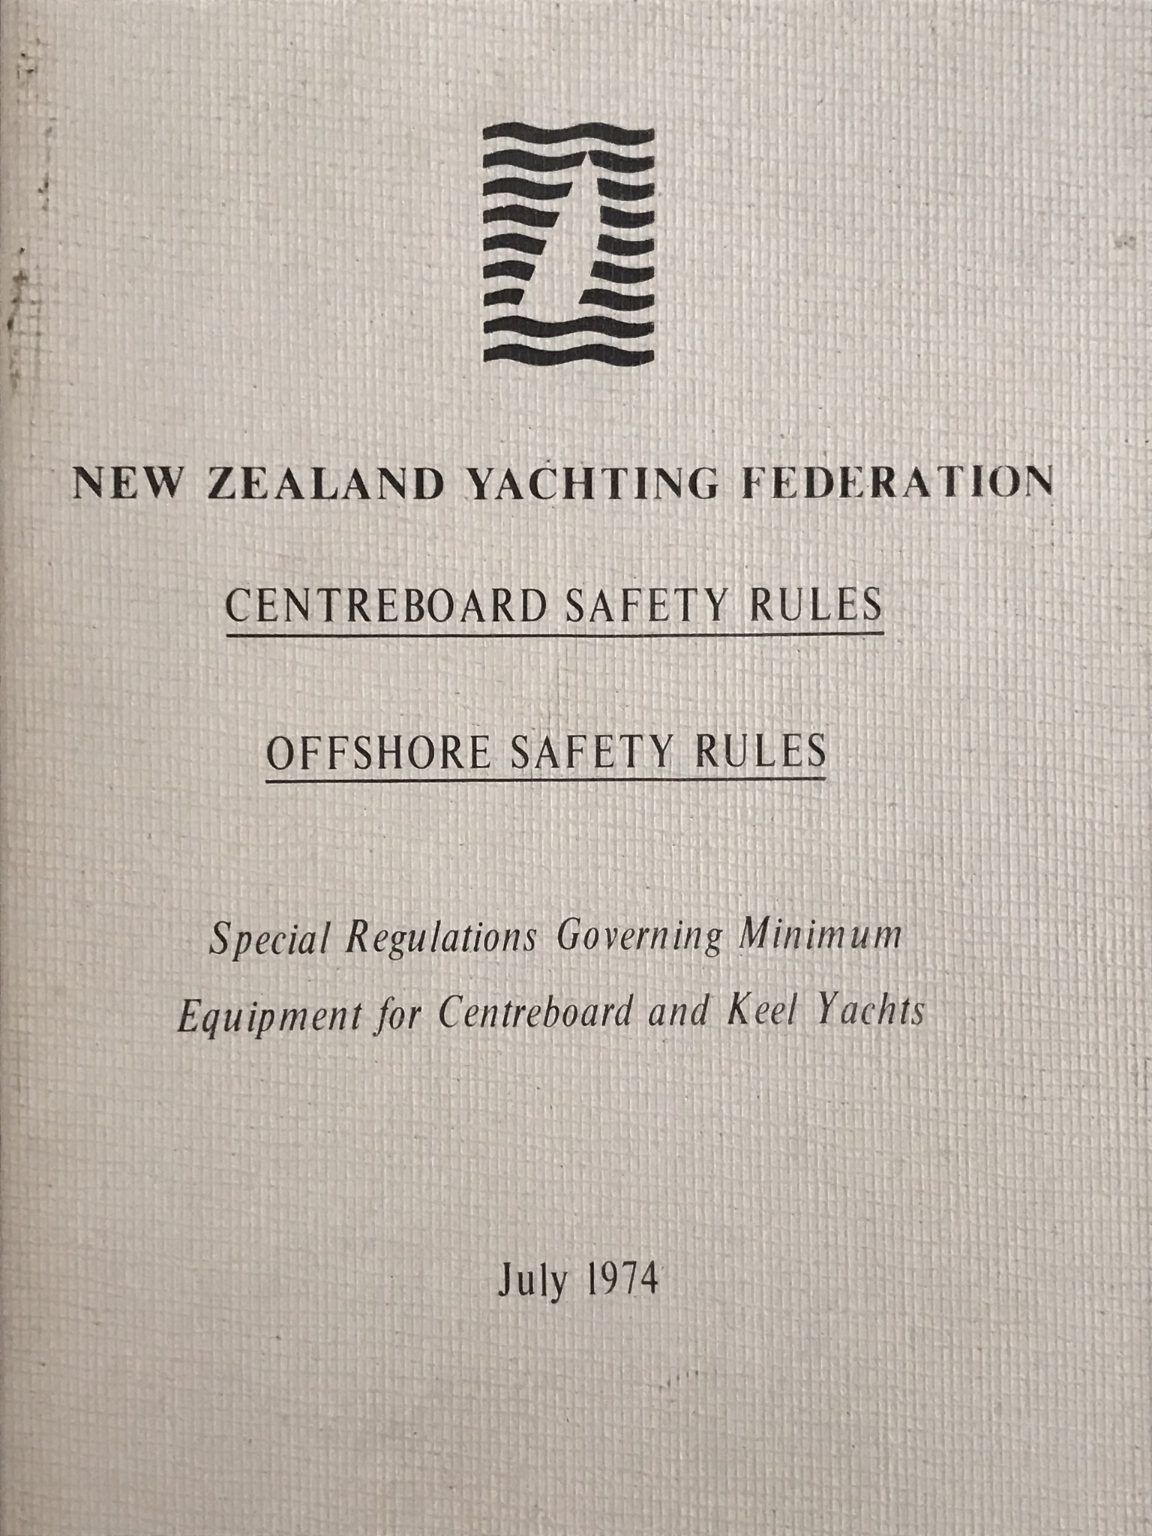 NEW ZEALAND YACHTING FEDERATION
CENTREBOARD SAFETY RULES
OFFSHORE SAFETY RULES
Special Regulations Governing Minimum
Equipment for Centreboard and Keel Yachts
July 1974